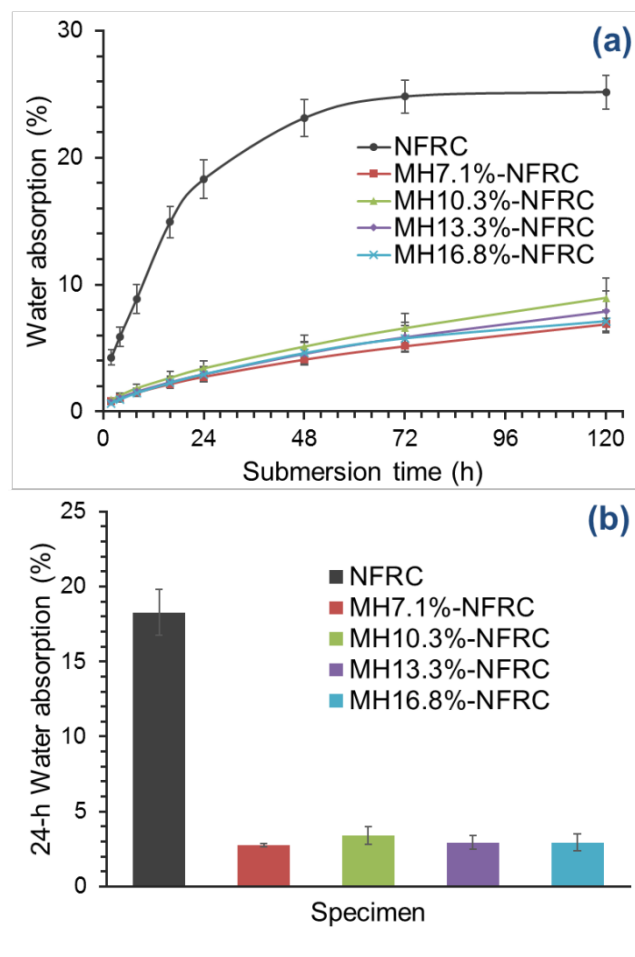 (a)
30
20
10
0
Water absorption (%)
NFRC
MH7.1%-NFRC
MH10.3%-NFRC
MH13.3%-NFRC
MH16.8%-NFRC
0 24 48 72 96 120
Submersion time (h)
(b)
25
20
15
10
5
0
24-h Water absorption (%)
NFRC
MH7.1%-NFRC
MH10.3%-NFRC
MH13.3%-NFRC
MH16.8%-NFRC
Specimen